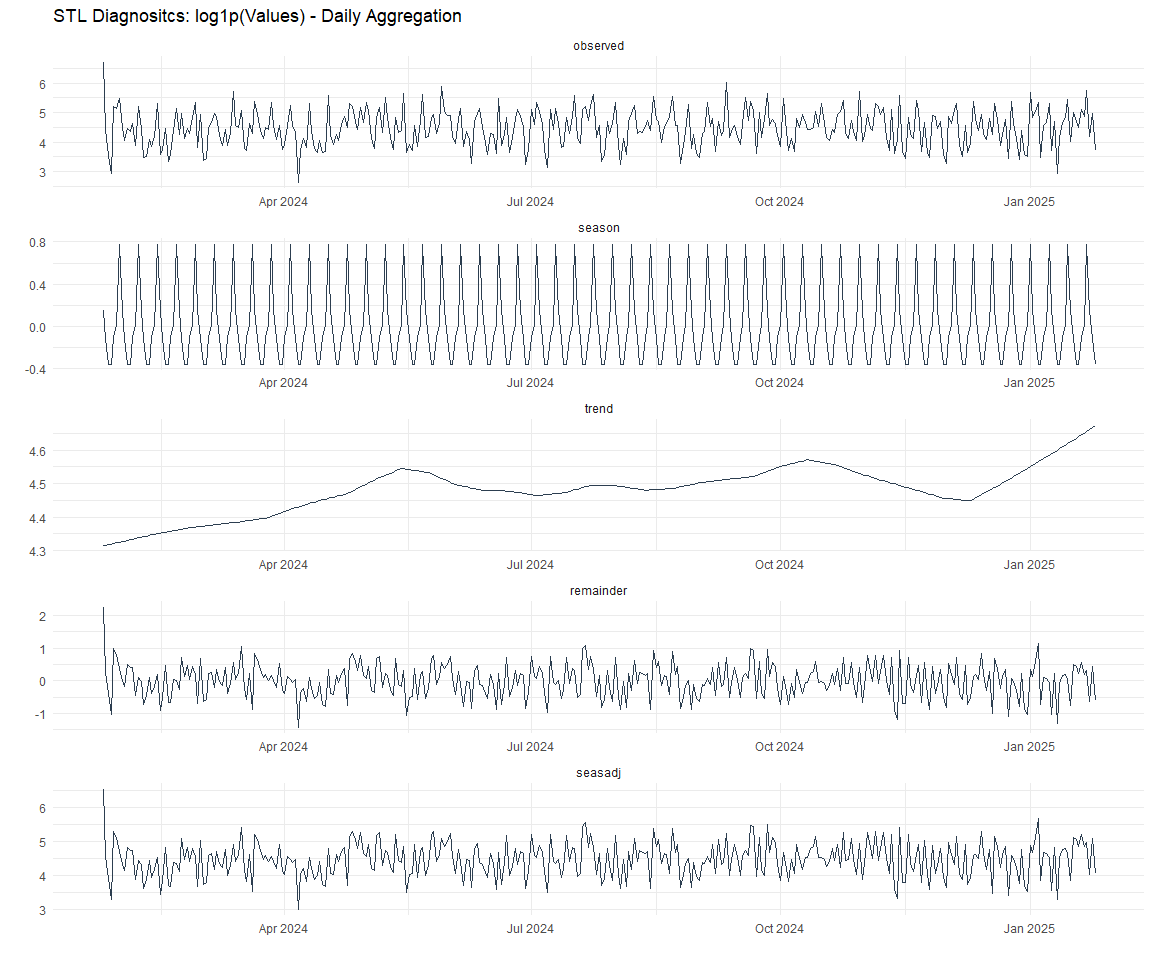 STL Diagnositcs: log1p(Values) - Daily Aggregation
observed
6
5
4
3
Apr 2024 Jul 2024 Oct 2024 Jan 2025
season
0.8
0.4
0.0
-0.4
Apr 2024 Jul 2024 Oct 2024 Jan 2025
trend
4.6
4.5
4.4
4.3
Apr 2024 Jul 2024 Oct 2024 Jan 2025
remainder
2
1
0
-1
Apr 2024 Jul 2024 Oct 2024 Jan 2025
seasadj
6
5
4
3
Apr 2024 Jul 2024 Oct 2024 Jan 2025